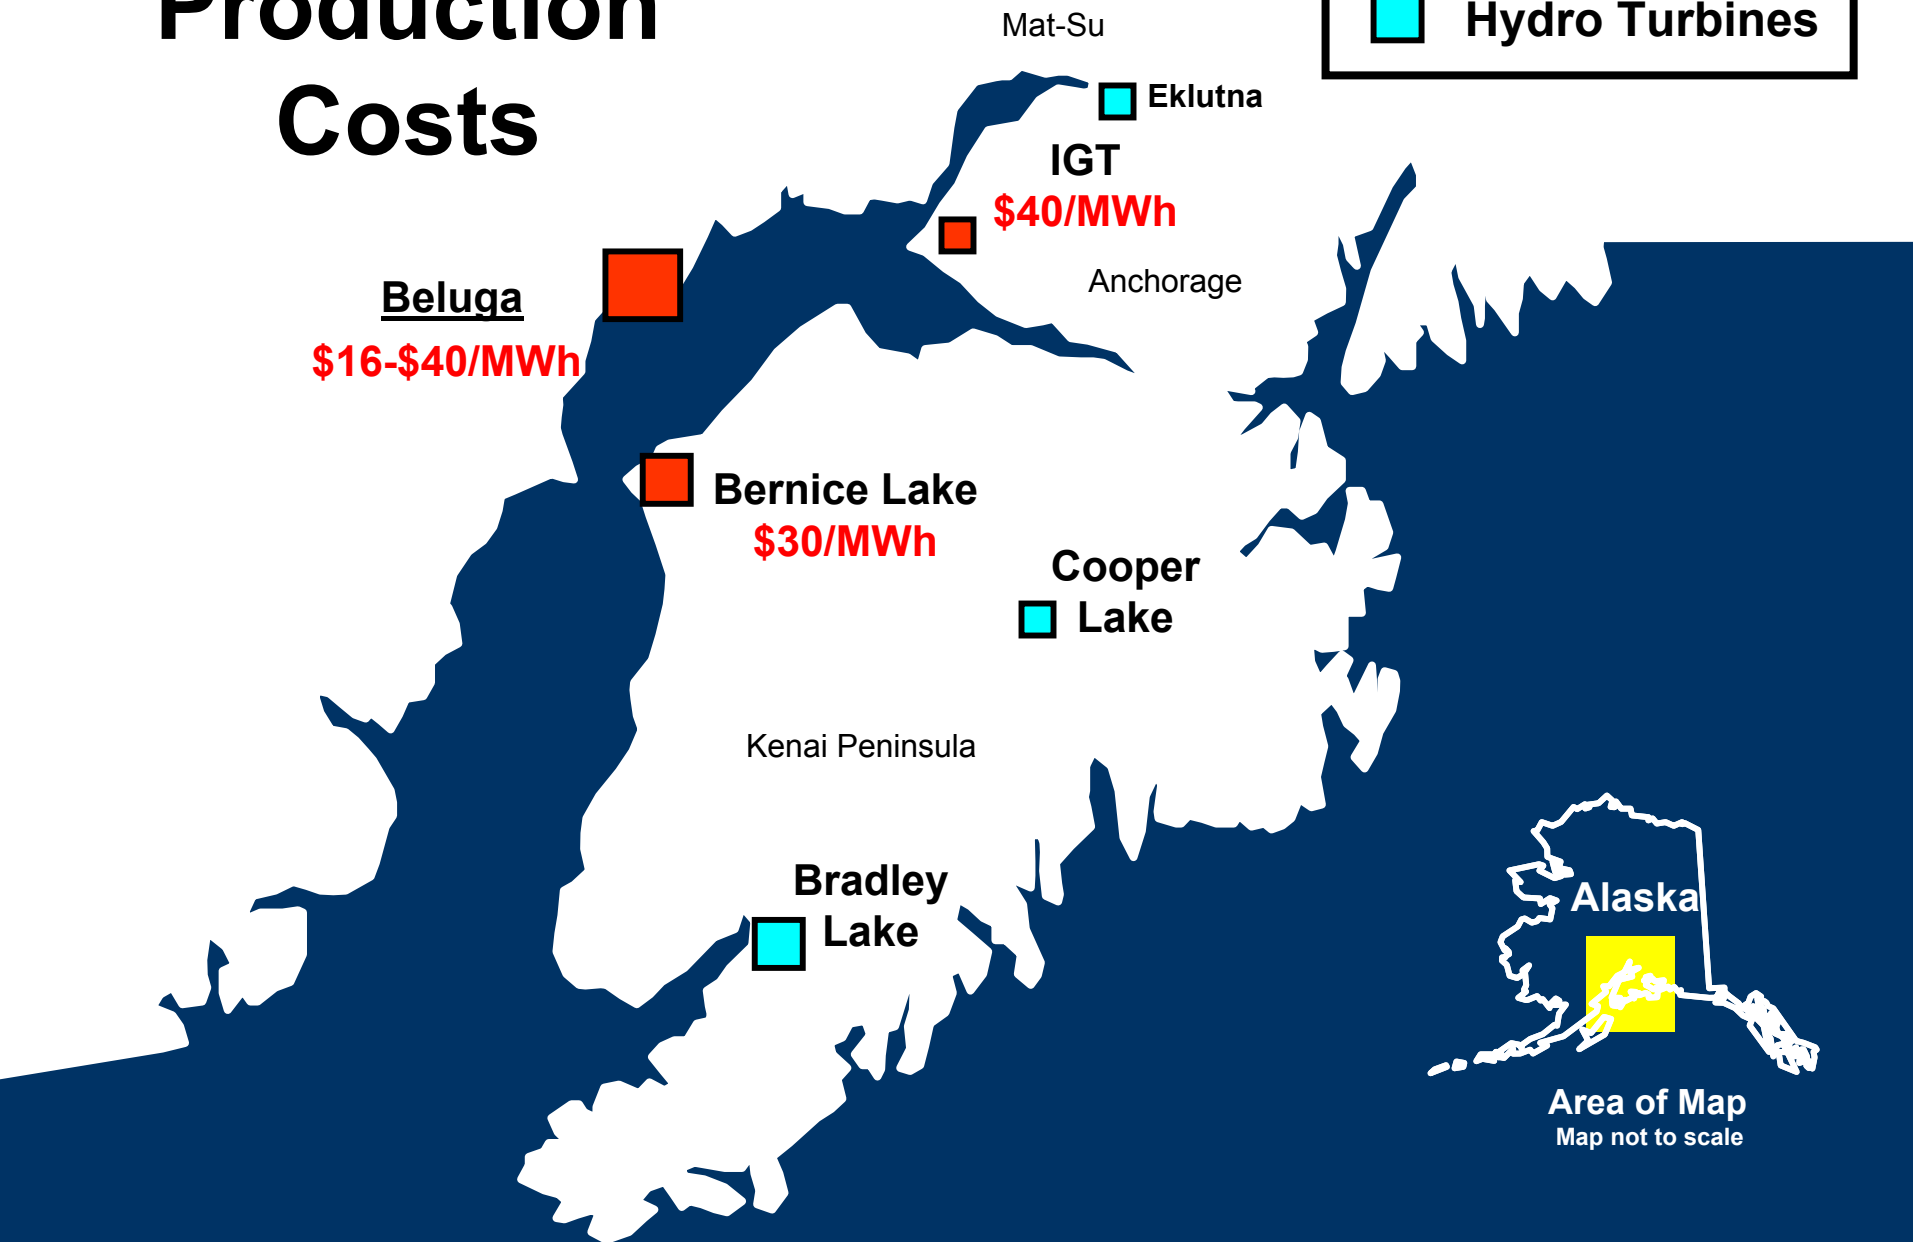 Production
Costs
Hydro Turbines
Mat-Su
Eklutna
IGT
$40/MWh
Anchorage
Beluga
$16-$40/MWh
Bernice Lake
$30/MWh
Cooper
Lake
Kenai Peninsula
Bradley
Lake
Alaska
Area of Map
Map not to scale